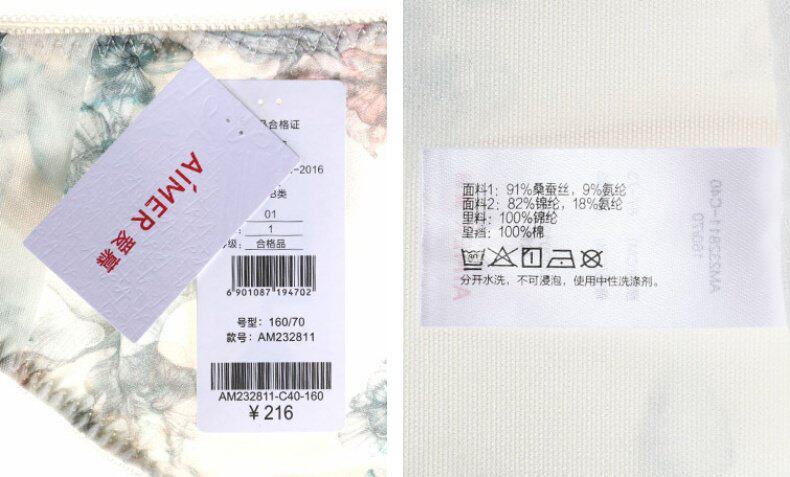 AIMER 爱慕
合格证
-2016
B类
01
1
级: 合格品
6 901087 194702
号型: 160/70
款号: AM232811
AM232811-C40-160
¥216
面料1: 91%桑蚕丝, 9%氨纶
面料2: 82%锦纶, 18%氨纶
里料: 100%锦纶
垫裆: 100%棉
分开水洗, 不可浸泡, 使用中性洗涤剂。
AM232811-C40